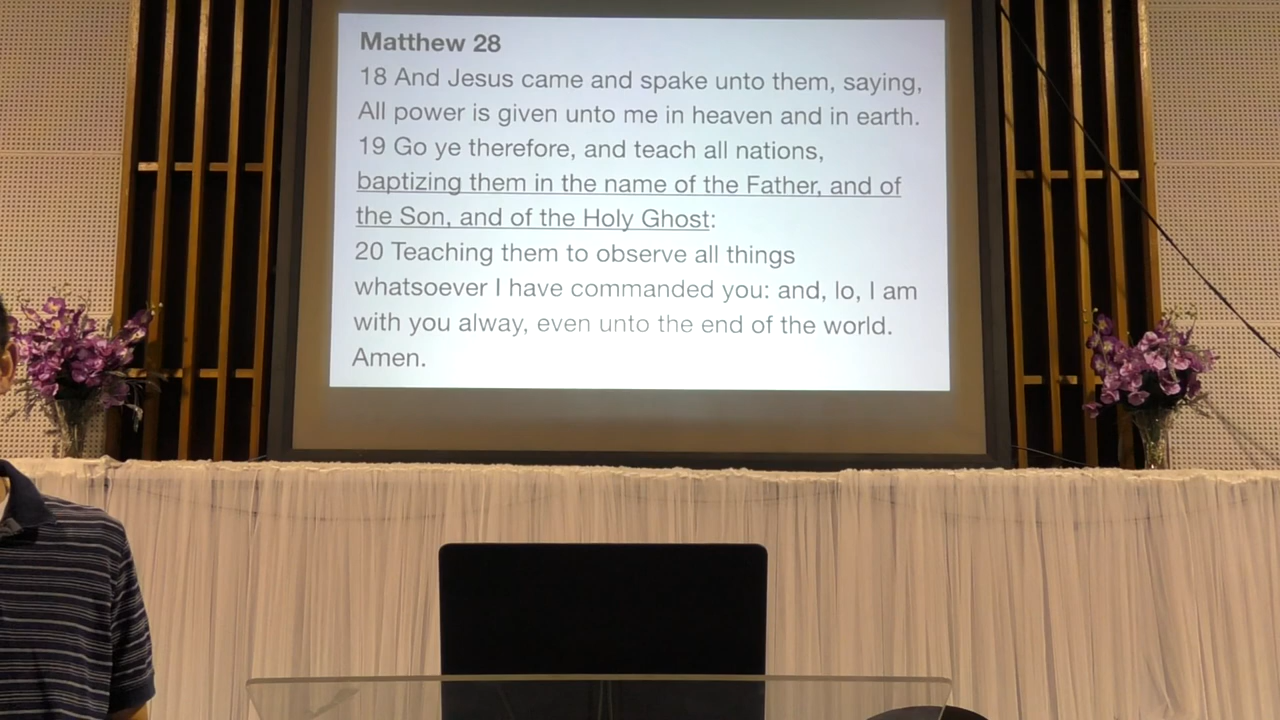 Matthew 28
18 And Jesus came and spake unto them, saying,
All power is given unto me in heaven and in earth.
19 Go ye therefore, and teach all nations,
baptizing them in the name of the Father, and of
the Son, and of the Holy Ghost:
20 Teaching them to observe all things
whatsoever I have commanded you: and, lo, I am
with you alway, even unto the end of the world.
Amen.